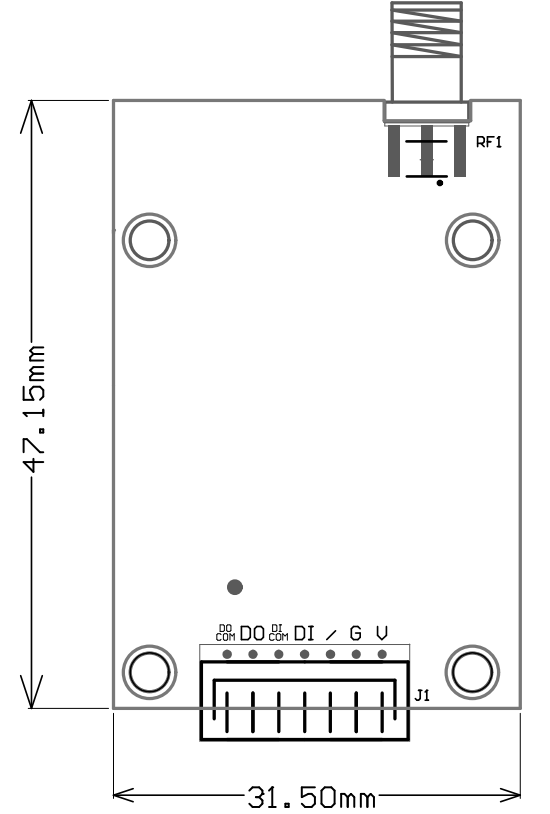 RF1
47.15mm
DO COM DO DI COM DI / G V
J1
31.50mm